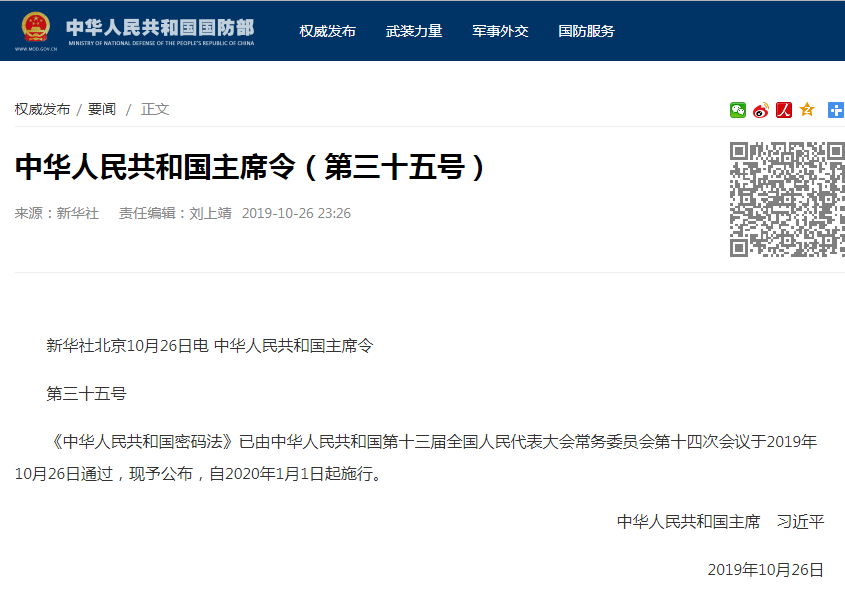 中华人民共和国国防部
MINISTRY OF NATIONAL DEFENSE OF THE PEOPLE'S REPUBLIC OF CHINA
WWW.MOD.GOV.CN
权威发布 武装力量 军事外交 国防服务
权威发布 / 要闻 / 正文
中华人民共和国主席令（第三十五号）
来源：新华社 责任编辑：刘上靖 2019-10-26 23:26
新华社北京10月26日电 中华人民共和国主席令
第三十五号
《中华人民共和国密码法》已由中华人民共和国第十三届全国人民代表大会常务委员会第十四次会议于2019年
10月26日通过，现予公布，自2020年1月1日起施行。
中华人民共和国主席 习近平
2019年10月26日